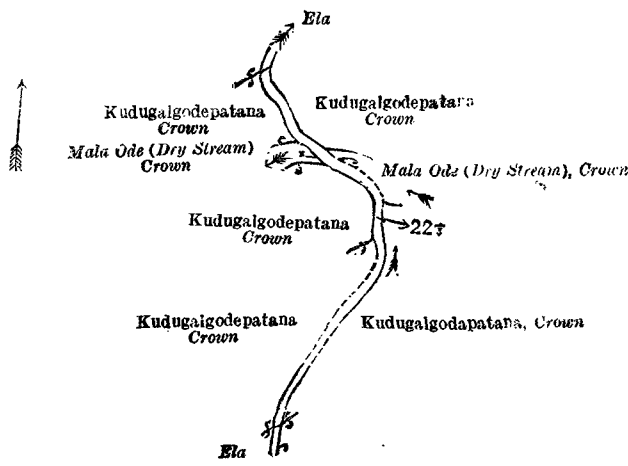 Ela
Kudugalgodepatana
Crown
Kudugalgodepatana
Crown
Mala Ode (Dry Stream)
Crown
Mala Ode (Dry Stream), Crown
Kudugalgodepatana
Crown
22
Kudugalgodepatana
Crown
Kudugalgodapatana, Crown
Ela